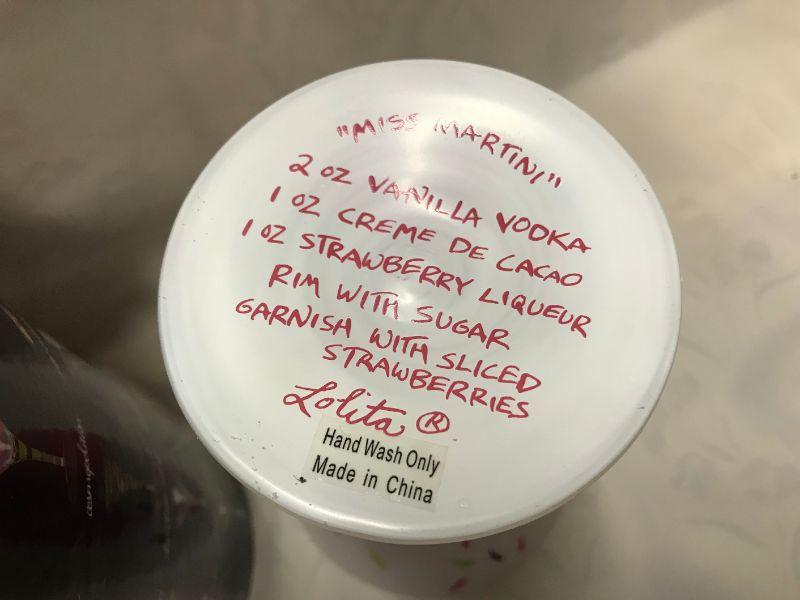 "MISS MARTINI"
2 OZ VANILLA VODKA
1 OZ CREME DE CACAO
1 OZ STRAWBERRY LIQUEUR
RIM WITH SUGAR
GARNISH WITH SLICED
STRAWBERRIES
Lolita ®
Hand Wash Only
Made in China